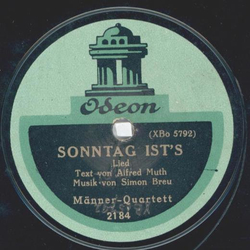 Odeon
(XBo 5792)
SONNTAG IST'S
Lied
Text von Alfred Muth
Musik von Simon Breu
Männer-Quartett
2184